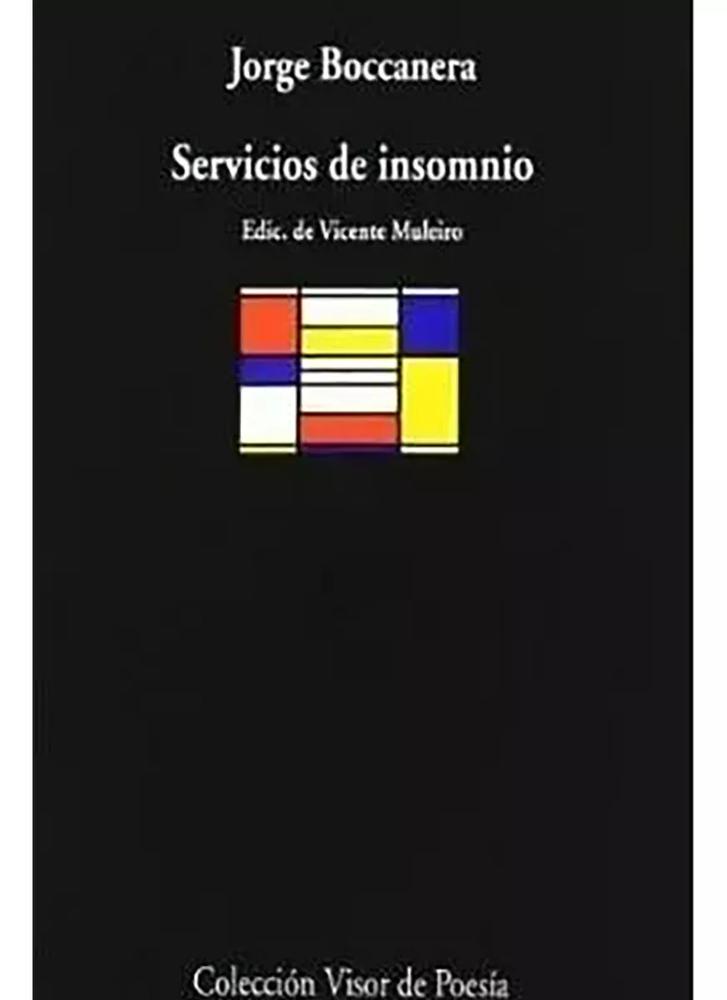 Jorge Boccanera
Servicios de insomnio
Edic. de Vicente Muleiro
Colección Visor de Poesía